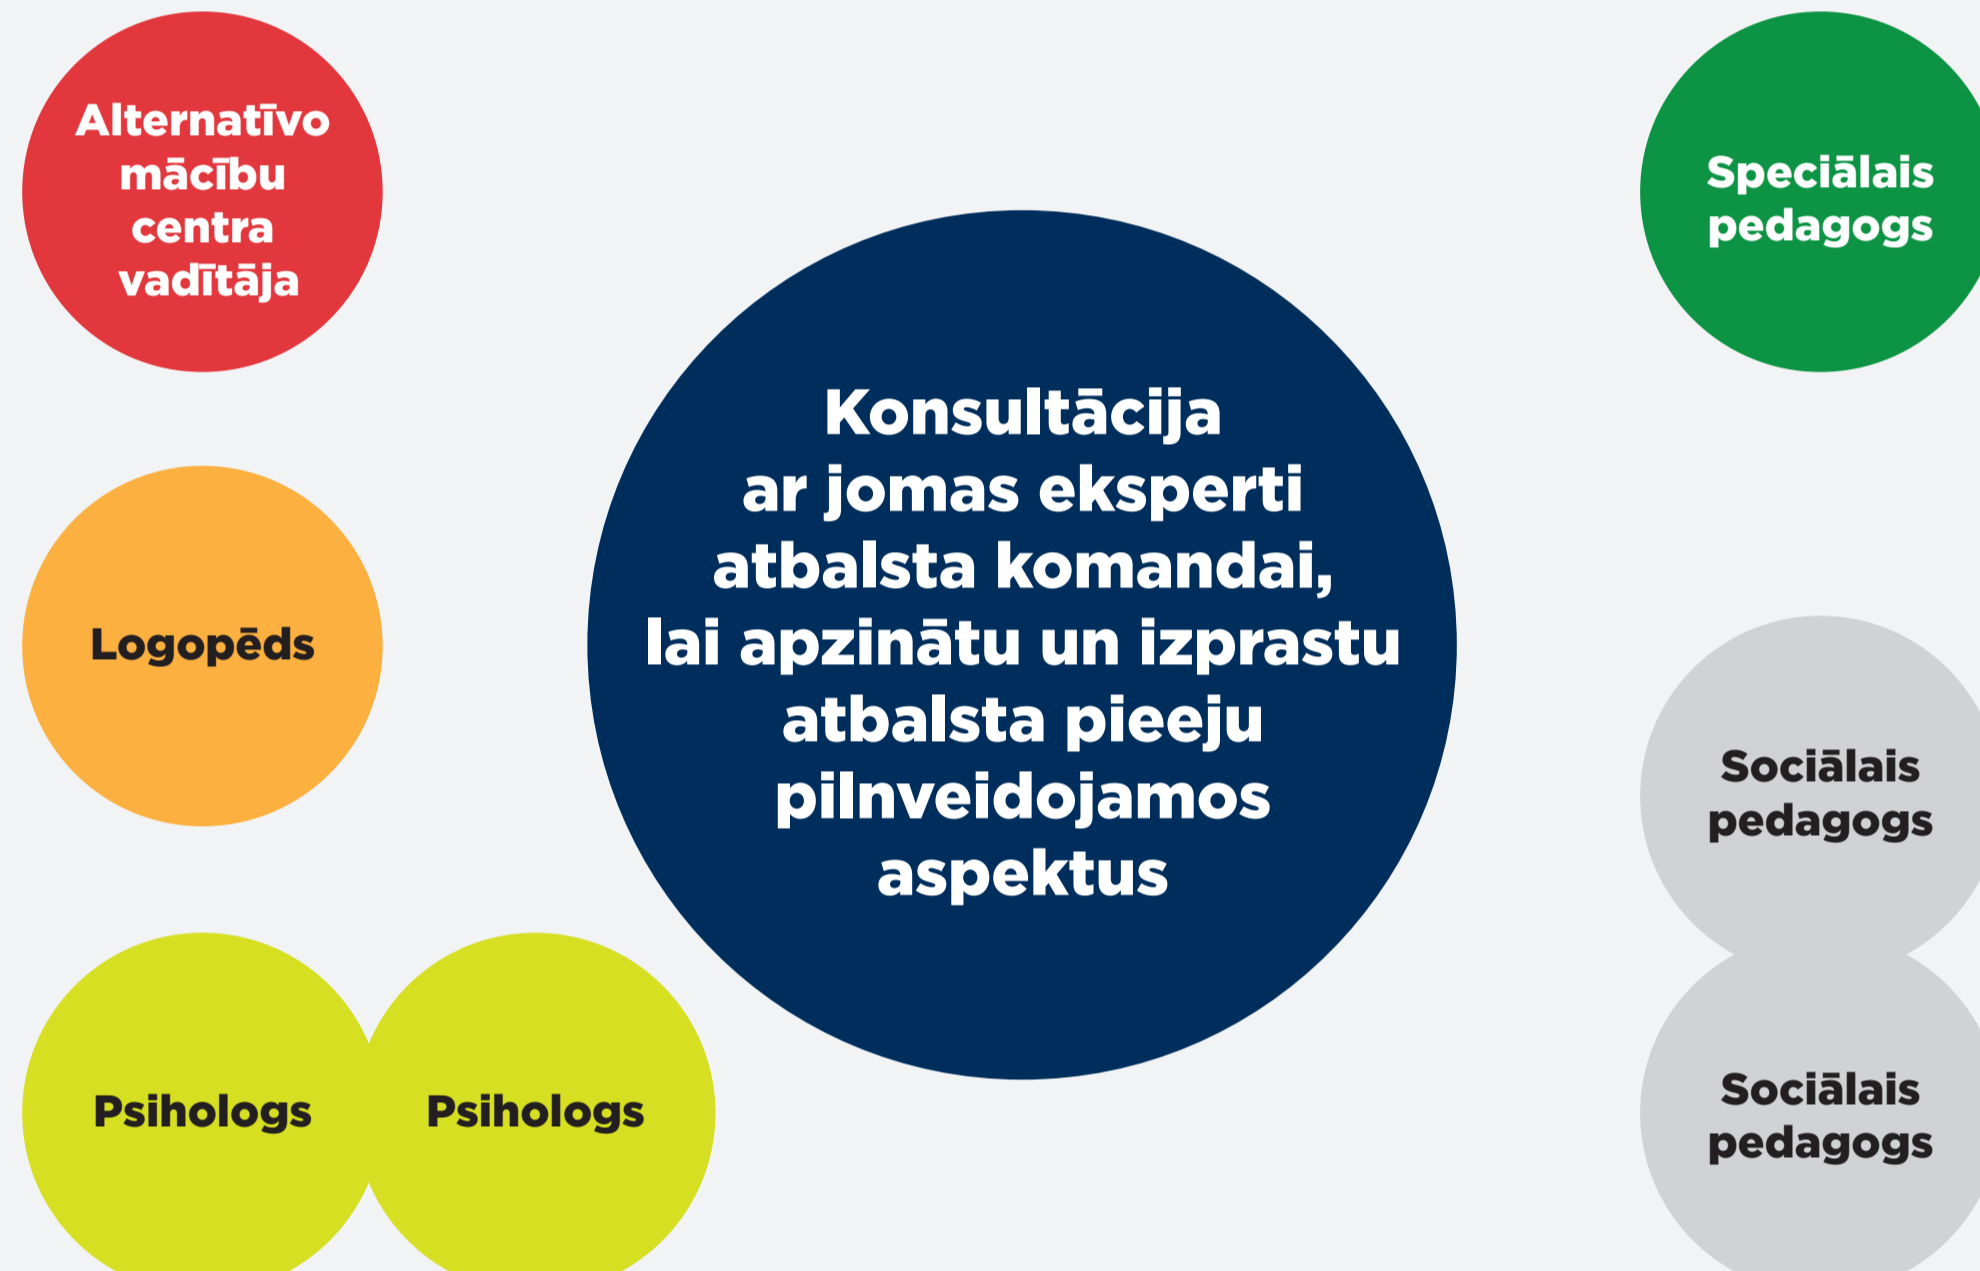 Alternatīvo
mācību
centra
vadītāja
Speciālais
pedagogs
Konsultācija
ar jomas eksperti
atbalsta komandai,
lai apzinātu un izprastu
atbalsta pieeju
pilnveidojamos
aspektus
Logopēds
Sociālais
pedagogs
Psihologs
Psihologs
Sociālais
pedagogs